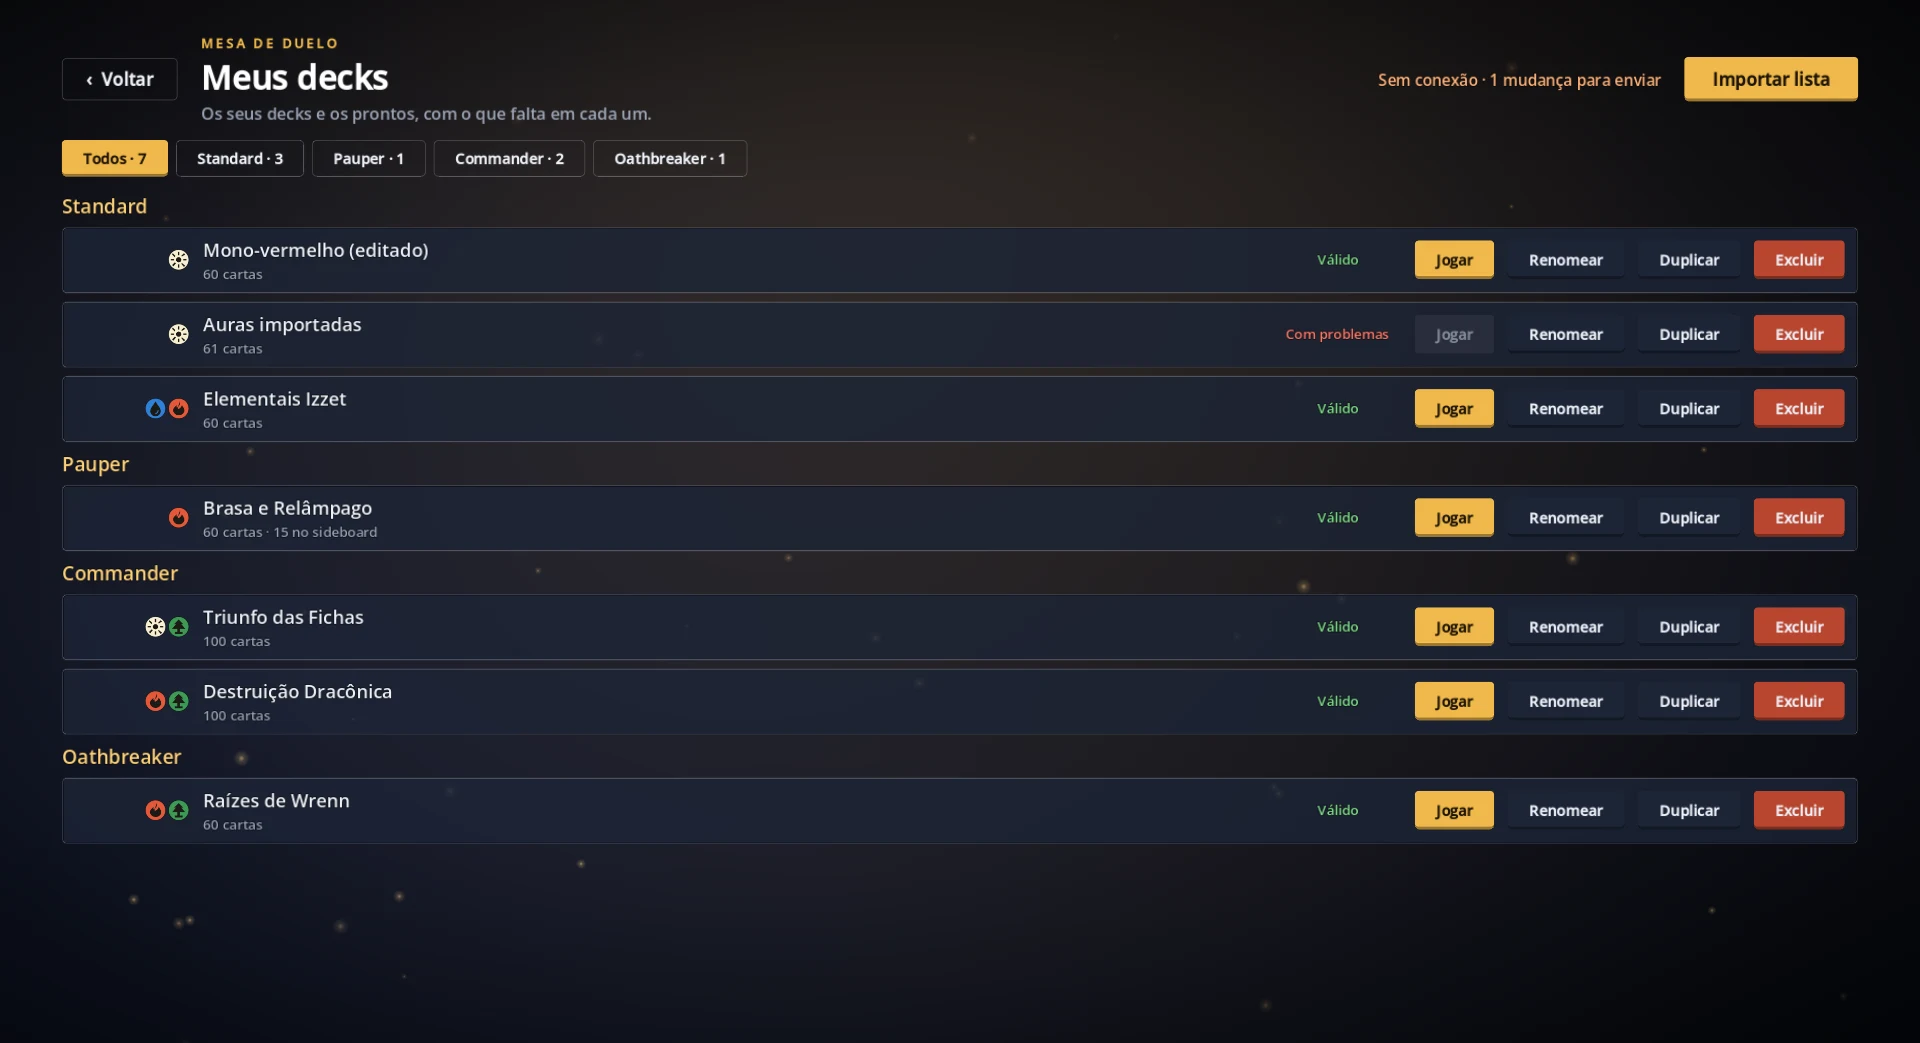 MESA DE DUELO
‹ Voltar
Meus decks
Os seus decks e os prontos, com o que falta em cada um.
Sem conexão · 1 mudança para enviar
Importar lista
Todos · 7
Standard · 3
Pauper · 1
Commander · 2
Oathbreaker · 1
Standard
Mono-vermelho (editado)
60 cartas
Válido
Jogar
Renomear
Duplicar
Excluir
Auras importadas
61 cartas
Com problemas
Jogar
Renomear
Duplicar
Excluir
Elementais Izzet
60 cartas
Válido
Jogar
Renomear
Duplicar
Excluir
Pauper
Brasa e Relâmpago
60 cartas · 15 no sideboard
Válido
Jogar
Renomear
Duplicar
Excluir
Commander
Triunfo das Fichas
100 cartas
Válido
Jogar
Renomear
Duplicar
Excluir
Destruição Dracônica
100 cartas
Válido
Jogar
Renomear
Duplicar
Excluir
Oathbreaker
Raízes de Wrenn
60 cartas
Válido
Jogar
Renomear
Duplicar
Excluir